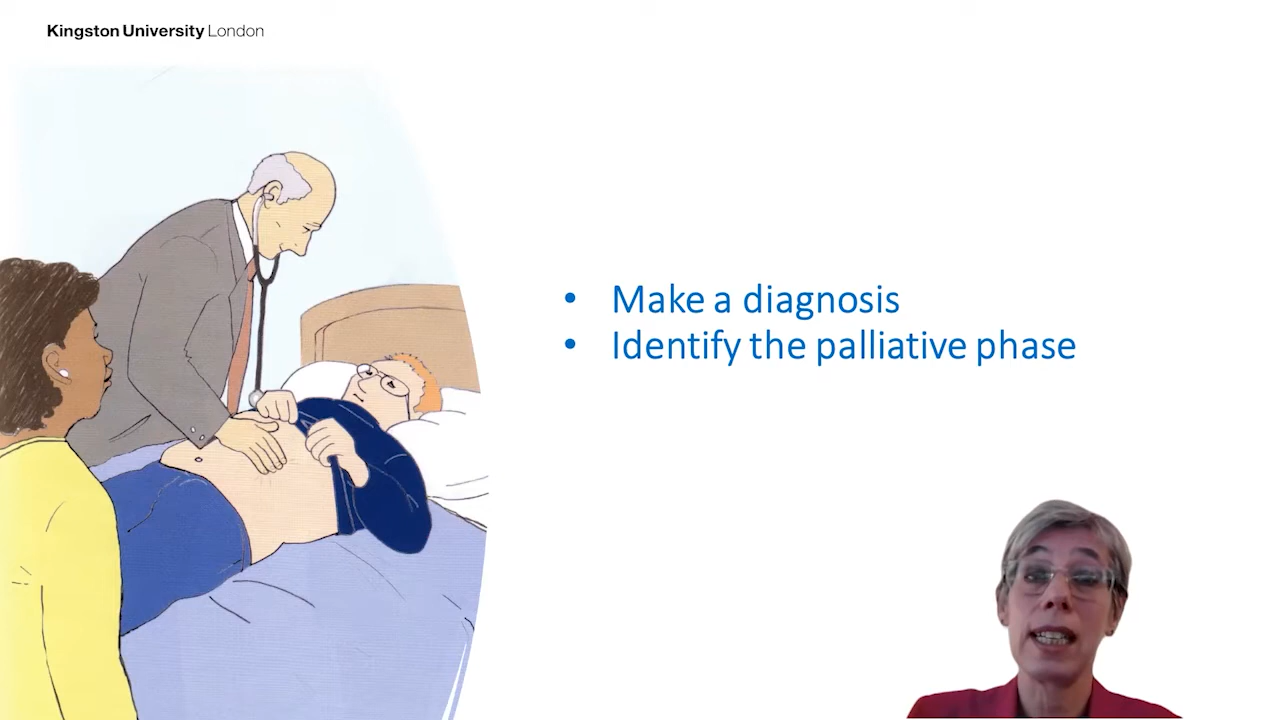 Kingston University London
• Make a diagnosis
• Identify the palliative phase